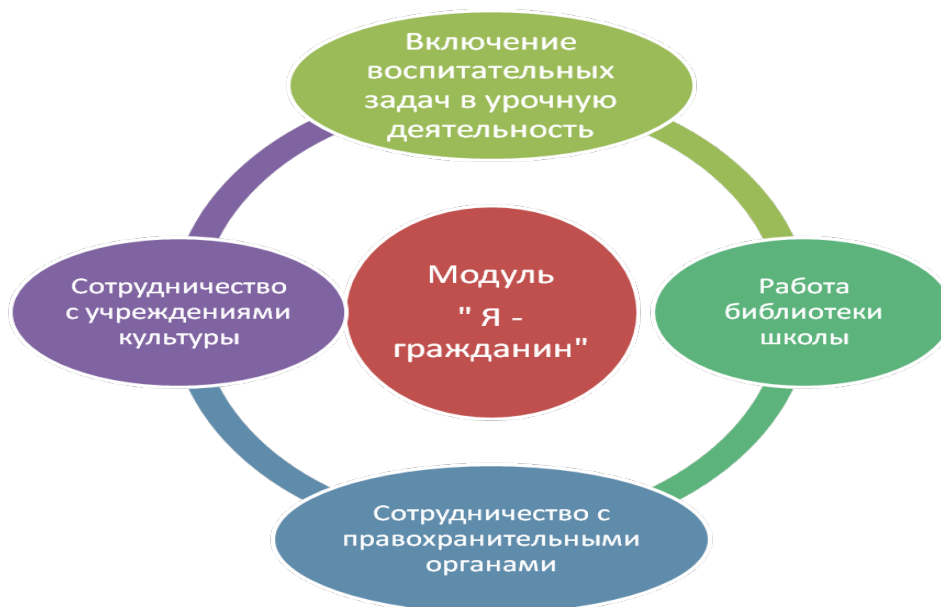 Включение
воспитательных
задач в урочную
деятельность
Сотрудничество
с учреждениями
культуры
Модуль
" Я -
гражданин"
Работа
библиотеки
школы
Сотрудничество с
правохранительными
органами